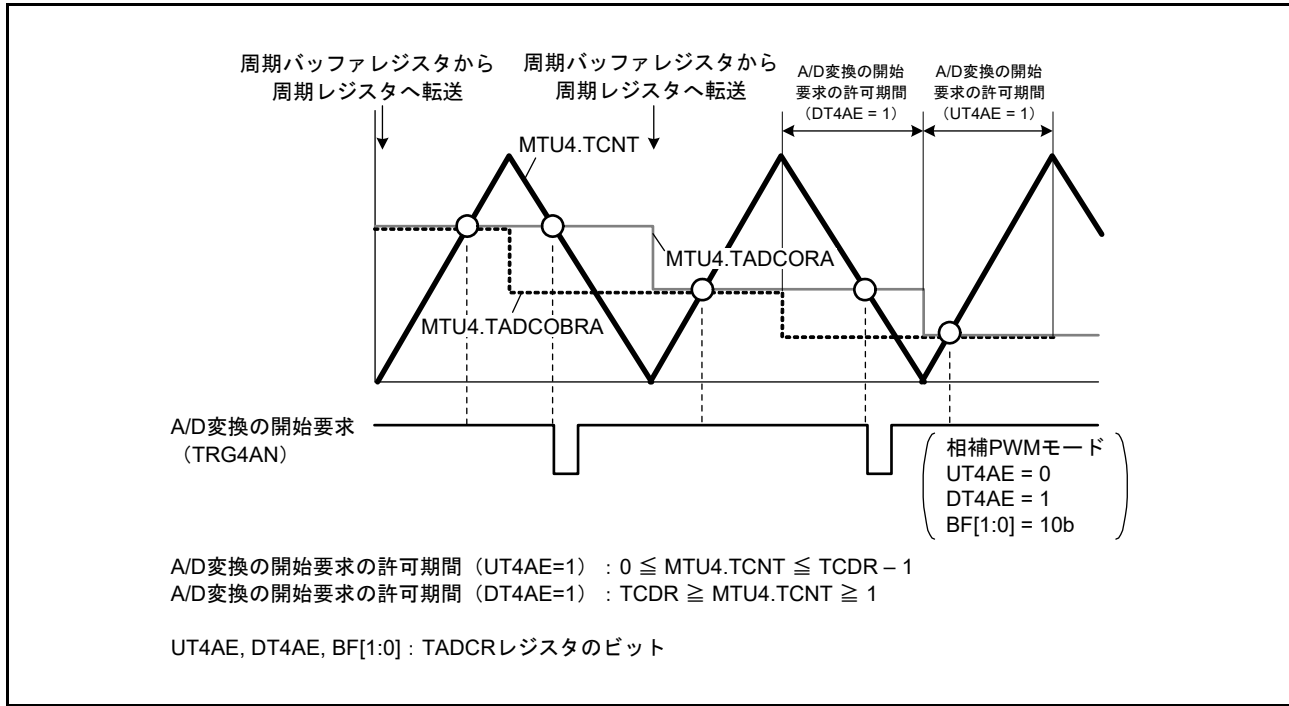 周期バッファレジスタから
周期レジスタへ転送
周期バッファレジスタから
周期レジスタへ転送
A/D変換の開始
要求の許可期間
（DT4AE = 1）
A/D変換の開始
要求の許可期間
（UT4AE = 1）
MTU4.TCNT
MTU4.TADCORA
MTU4.TADCOBRA
A/D変換の開始要求
（TRG4AN）
相補PWMモード
UT4AE = 0
DT4AE = 1
BF[1:0] = 10b
A/D変換の開始要求の許可期間（UT4AE=1）：0 ≦ MTU4.TCNT ≦ TCDR – 1
A/D変換の開始要求の許可期間（DT4AE=1）：TCDR ≧ MTU4.TCNT ≧ 1
UT4AE, DT4AE, BF[1:0]：TADCRレジスタのビット